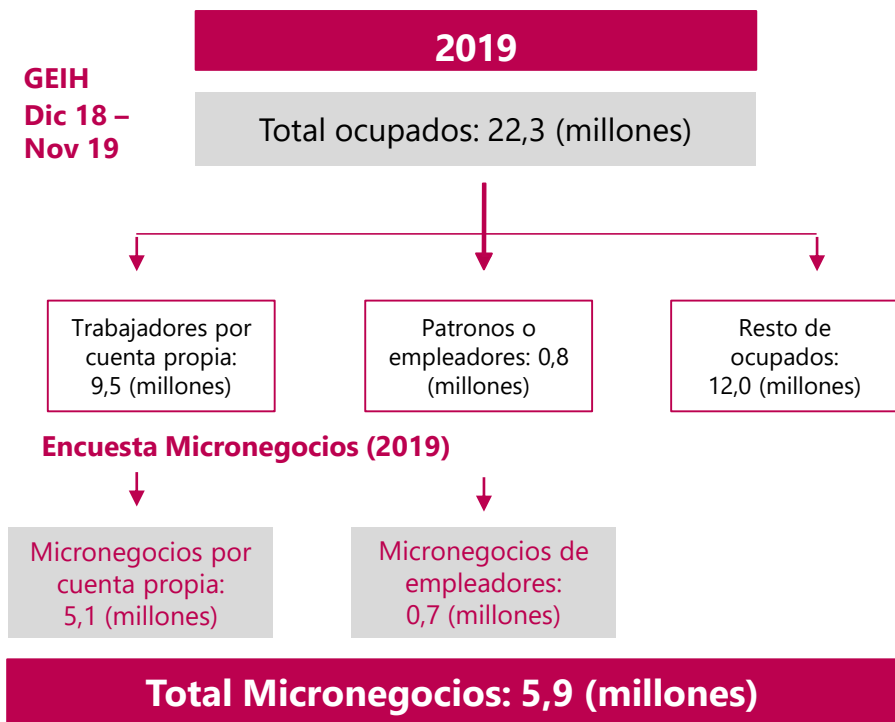 2019
GEIH
Dic 18 –
Nov 19
Total ocupados: 22,3 (millones)
Trabajadores por
cuenta propia:
9,5 (millones)
Patronos o
empleadores: 0,8
(millones)
Resto de
ocupados:
12,0 (millones)
Encuesta Micronegocios (2019)
Micronegocios por
cuenta propia:
5,1 (millones)
Micronegocios de
empleadores:
0,7 (millones)
Total Micronegocios: 5,9 (millones)